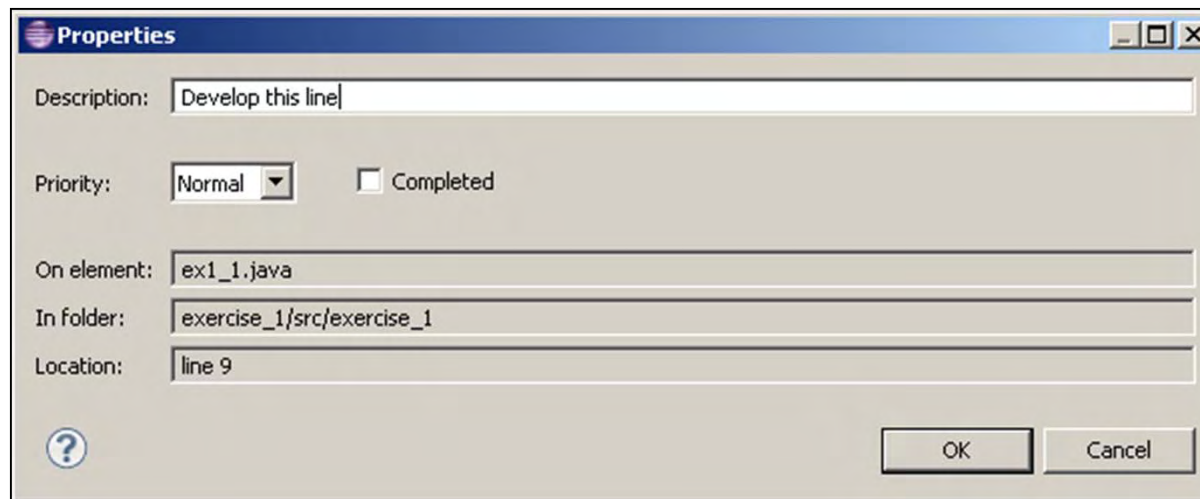 Properties
Description: Develop this line
Priority: Normal Completed
On element: ex1_1.java
In folder: exercise_1/src/exercise_1
Location: line 9
? OK Cancel